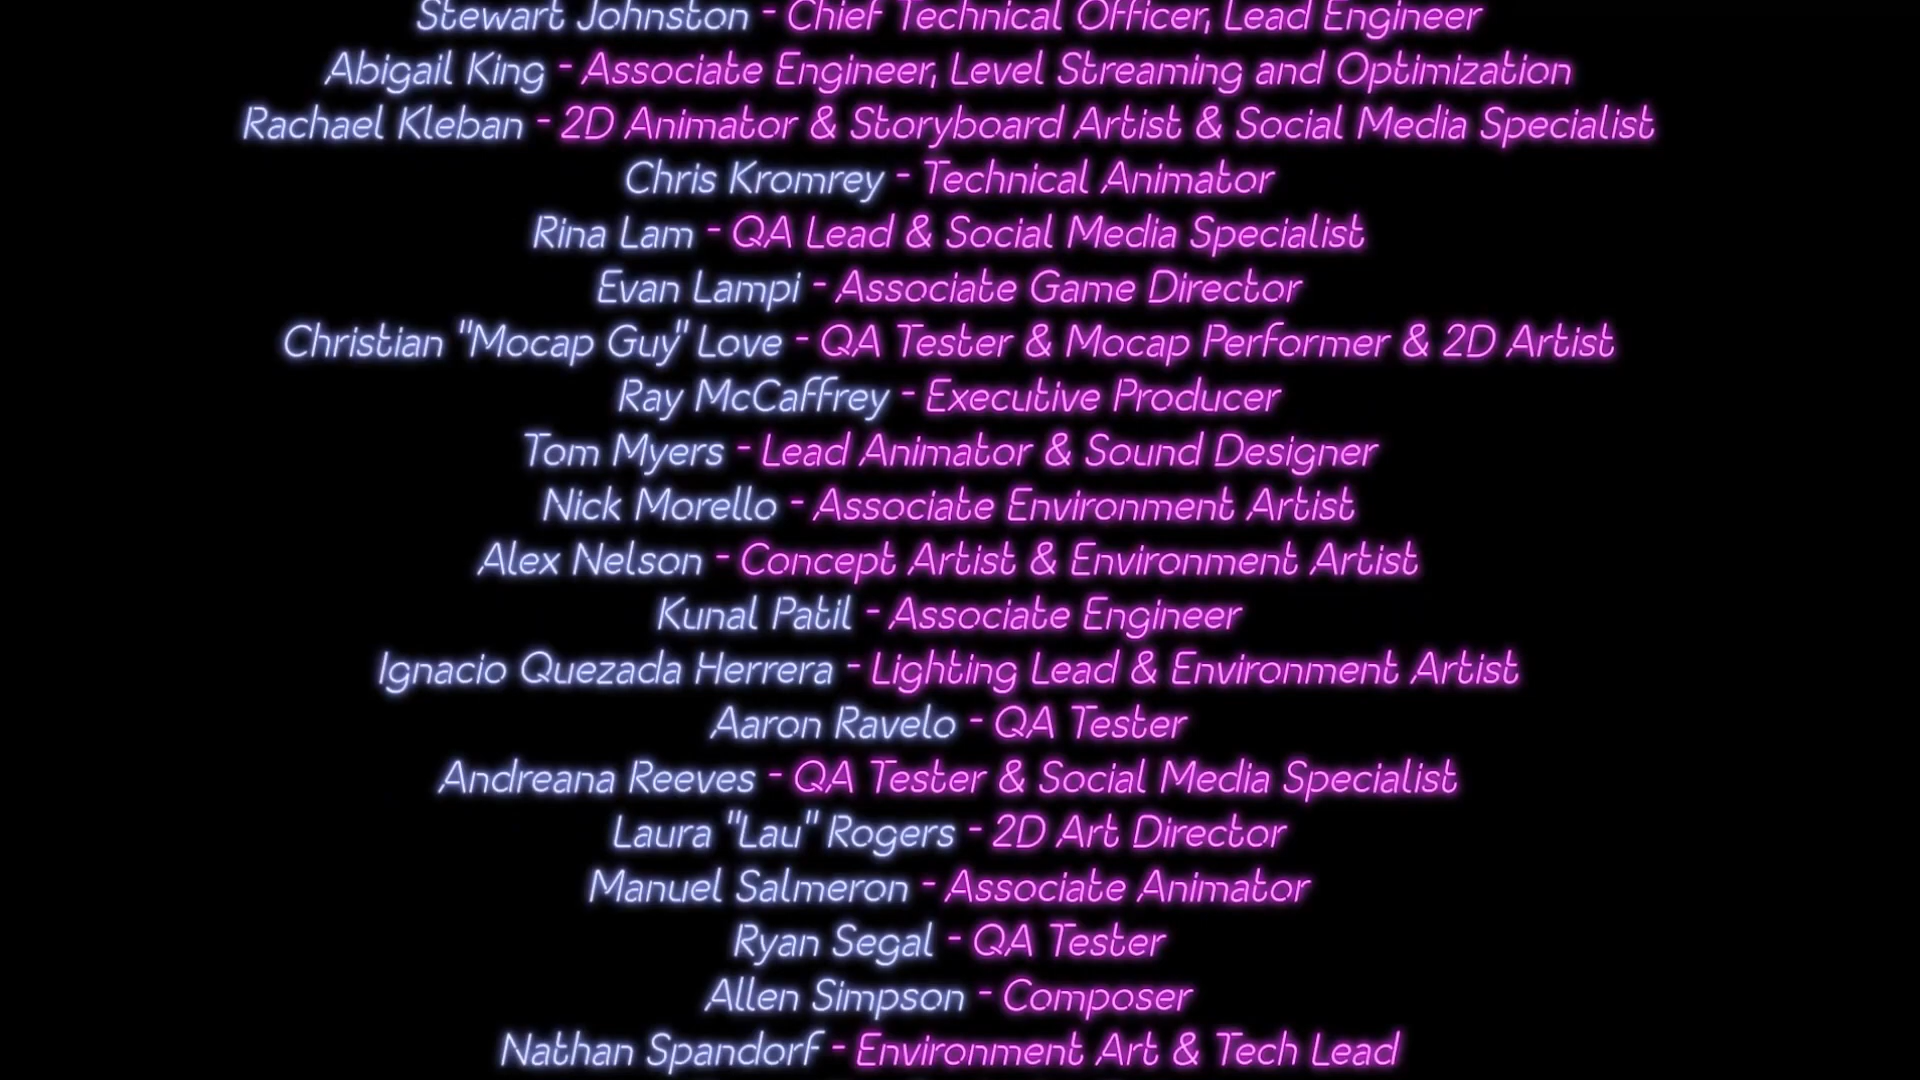 Stewart Johnston - Chief Technical Officer, Lead Engineer
Abigail King - Associate Engineer, Level Streaming and Optimization
Rachael Kleban - 2D Animator & Storyboard Artist & Social Media Specialist
Chris Kromrey - Technical Animator
Rina Lam - QA Lead & Social Media Specialist
Evan Lampi - Associate Game Director
Christian "Mocap Guy" Love - QA Tester & Mocap Performer & 2D Artist
Ray McCaffrey - Executive Producer
Tom Myers - Lead Animator & Sound Designer
Nick Morello - Associate Environment Artist
Alex Nelson - Concept Artist & Environment Artist
Kunal Patil - Associate Engineer
Ignacio Quezada Herrera - Lighting Lead & Environment Artist
Aaron Ravelo - QA Tester
Andreana Reeves - QA Tester & Social Media Specialist
Laura "Lau" Rogers - 2D Art Director
Manuel Salmeron - Associate Animator
Ryan Segal - QA Tester
Allen Simpson - Composer
Nathan Spandorf - Environment Art & Tech Lead